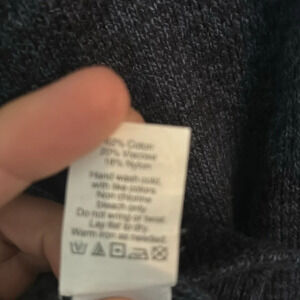 Cotton
Viscose
18% Nylon
Hand wash cold,
with like colors
Non chlorine
Bleach only
Do not wring or twist
Lay flat to dry
Warm iron as needed.